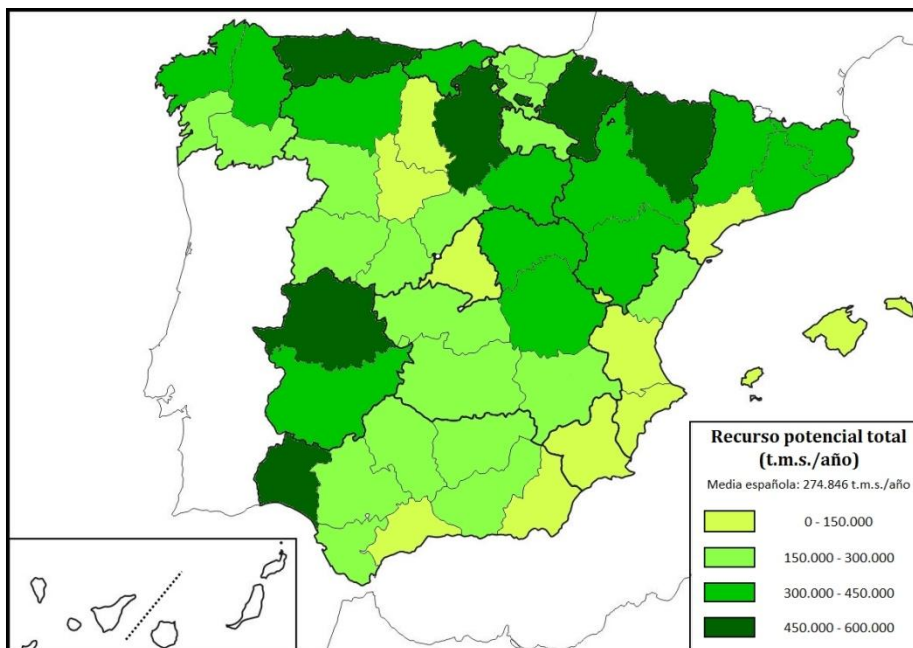 Recurso potencial total
(t.m.s./año)
Media española: 274.846 t.m.s./año
0 - 150.000
150.000 - 300.000
300.000 - 450.000
450.000 - 600.000